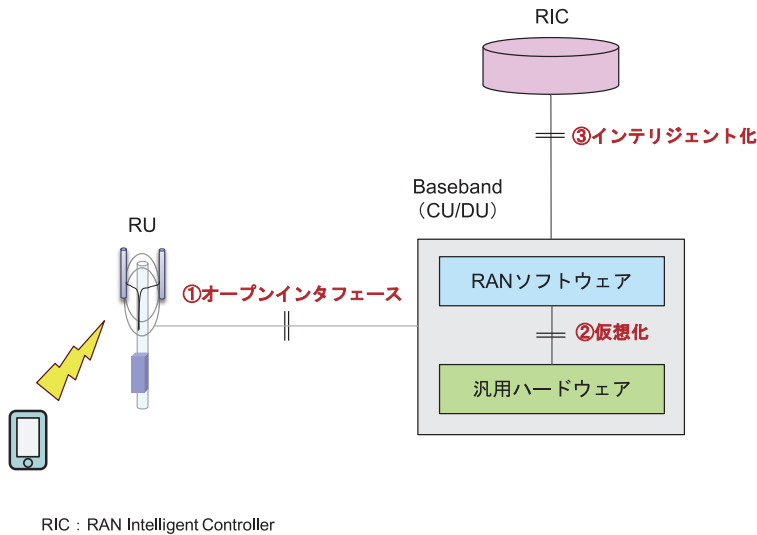 RIC
③インテリジェント化
Baseband
（CU/DU）
RU
①オープンインタフェース
RANソフトウェア
②仮想化
汎用ハードウェア
RIC：RAN Intelligent Controller